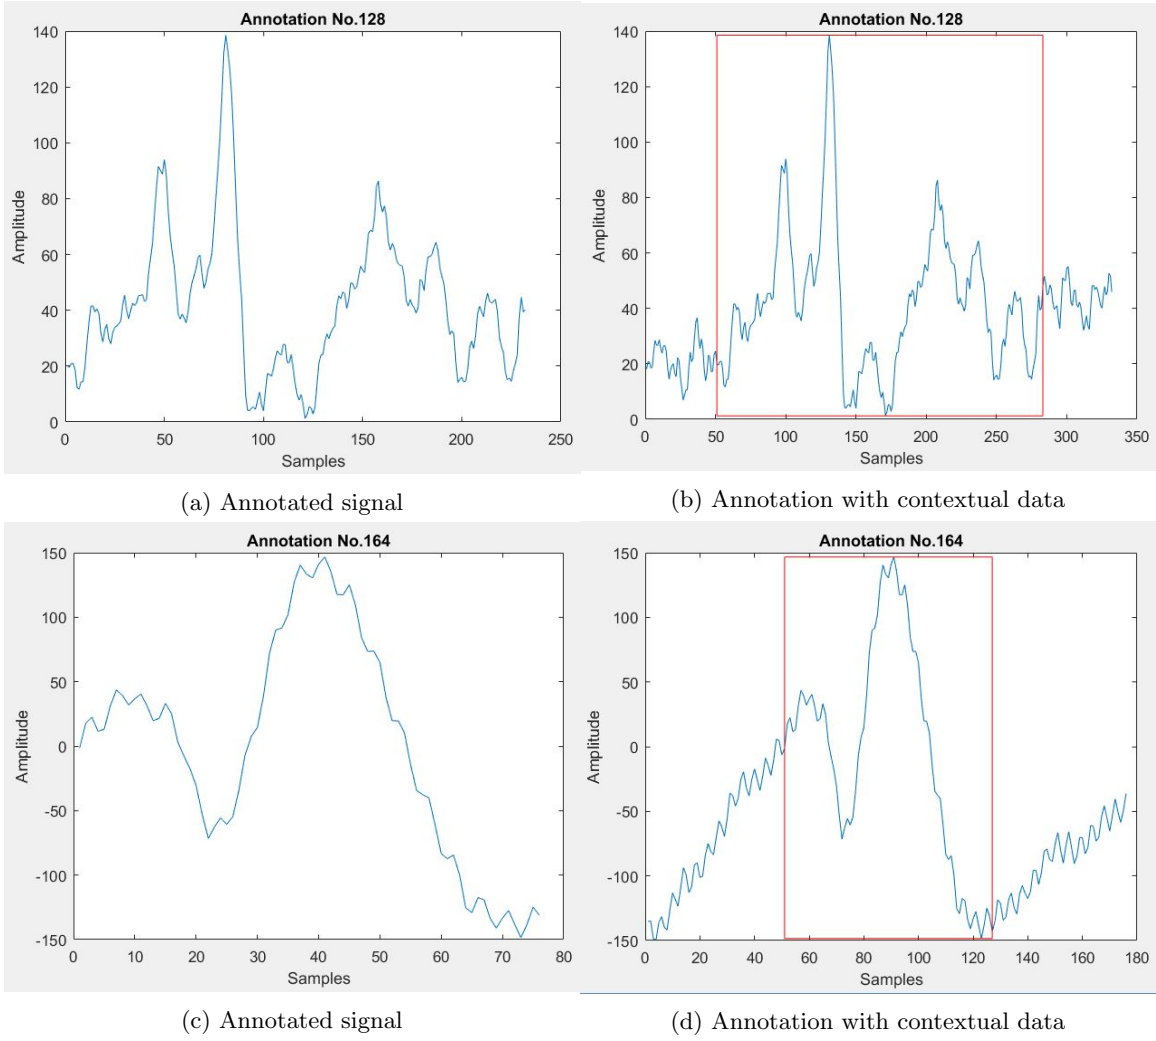 Annotation No.128
140
120
100
80
60
40
20
0
Amplitude
0 50 100 150 200 250
Samples
(a) Annotated signal
Annotation No.128
140
120
100
80
60
40
20
0
Amplitude
0 50 100 150 200 250 300 350
Samples
(b) Annotation with contextual data
Annotation No.164
150
100
50
0
-50
-100
-150
Amplitude
0 10 20 30 40 50 60 70 80
Samples
(c) Annotated signal
Annotation No.164
150
100
50
0
-50
-100
-150
Amplitude
0 20 40 60 80 100 120 140 160 180
Samples
(d) Annotation with contextual data